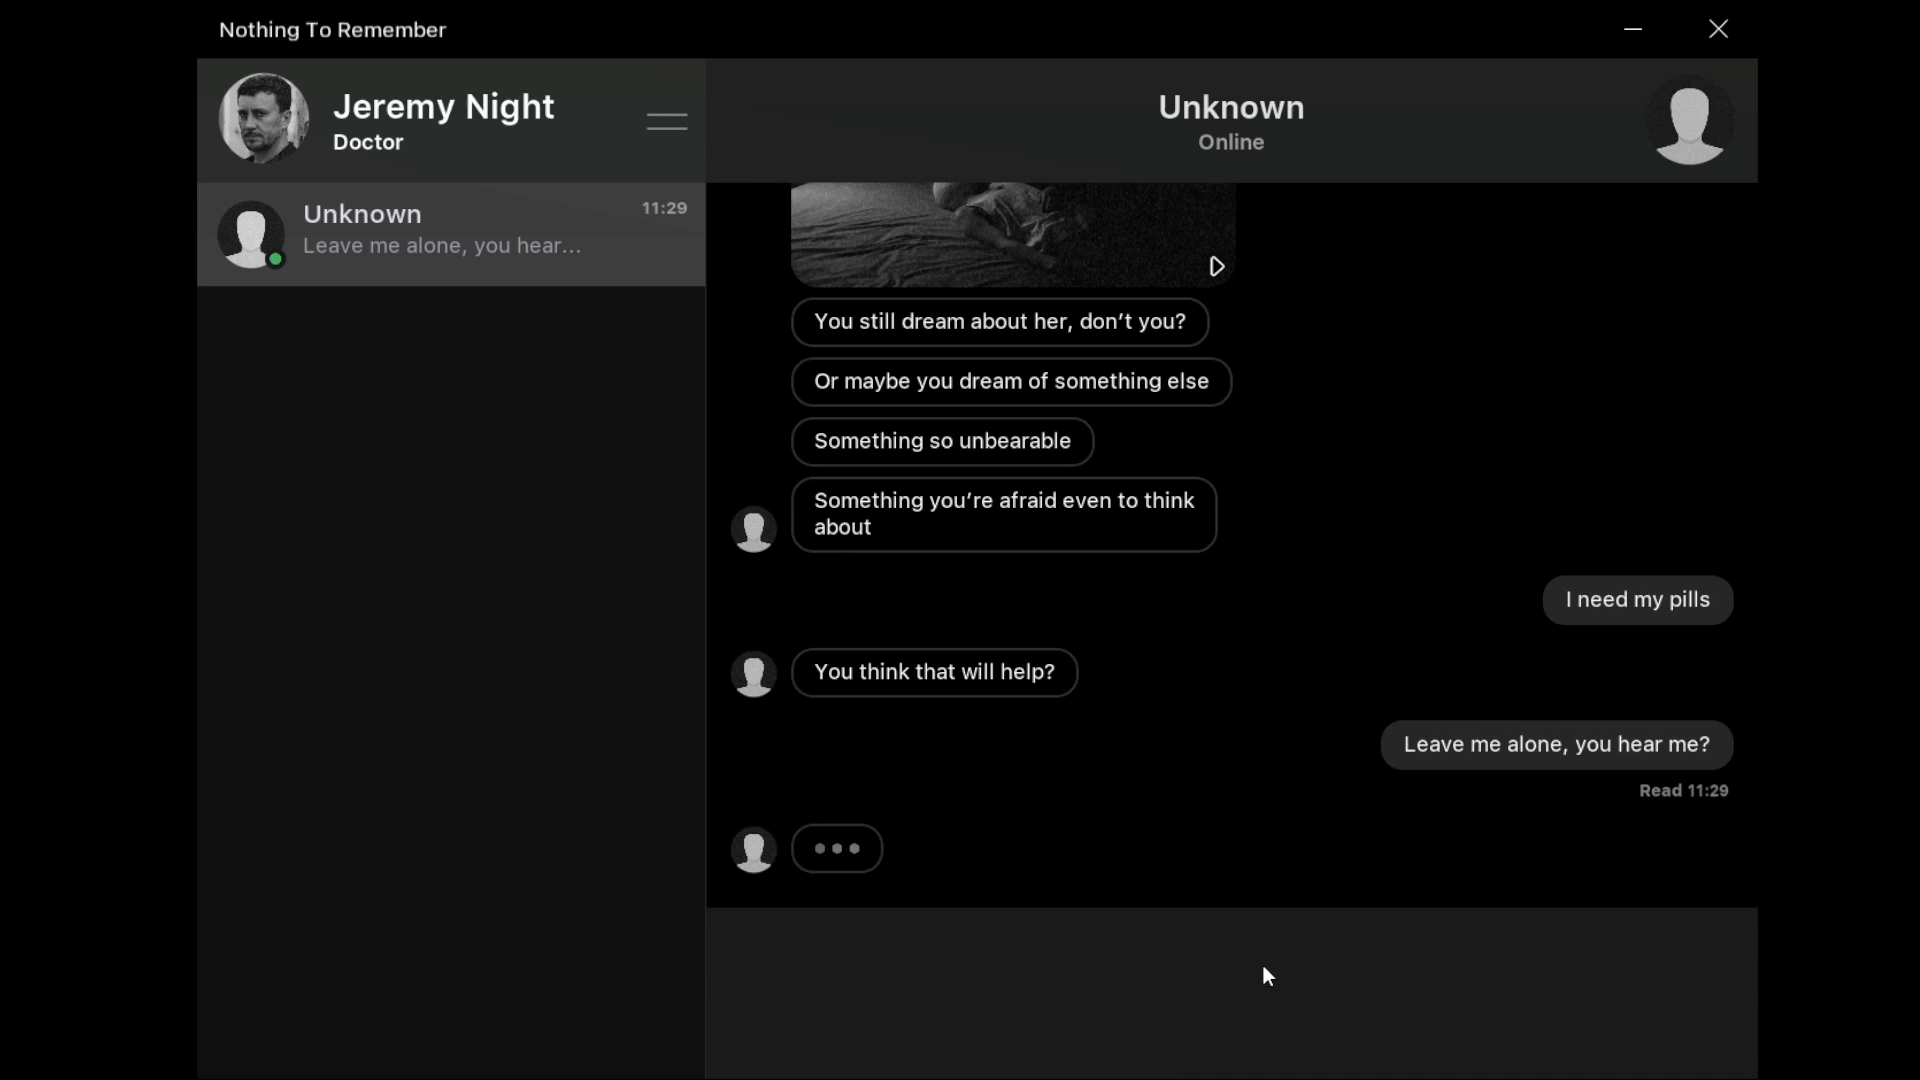 Nothing To Remember
Jeremy Night
Doctor
Unknown
11:29
Leave me alone, you hear...
Unknown
Online
You still dream about her, don’t you?
Or maybe you dream of something else
Something so unbearable
Something you’re afraid even to think
about
I need my pills
You think that will help?
Leave me alone, you hear me?
Read 11:29